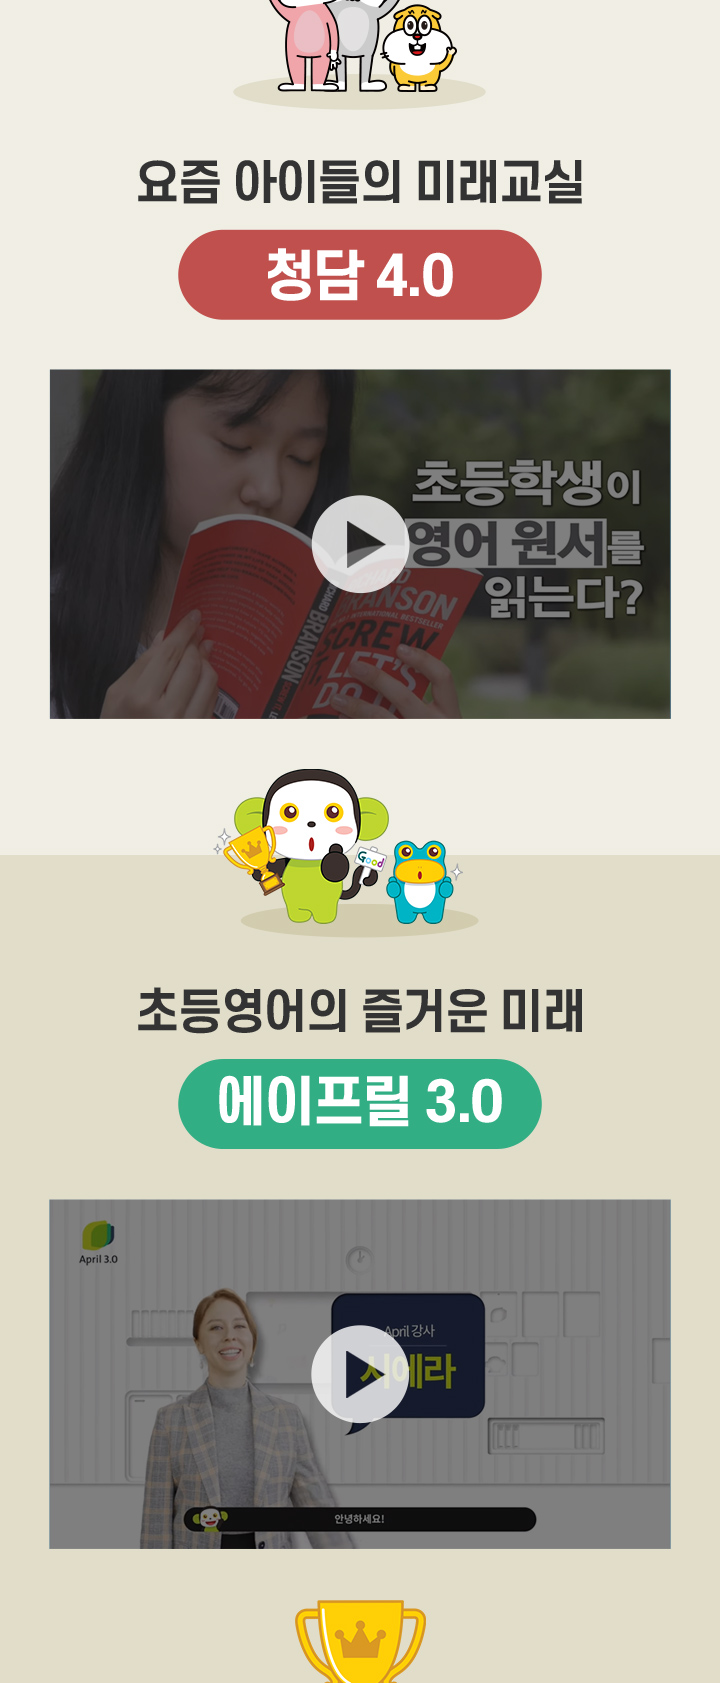 요즘 아이들의 미래교실
청담 4.0
초등학생이
영어 원서를
읽는다?
BRANSON
RANSON
INTERNATIONAL BESTSELLER
SCREW
LET'S
DO
Good
초등영어의 즐거운 미래
에이프릴 3.0
April 3.0
April 강사
시에라
안녕하세요!